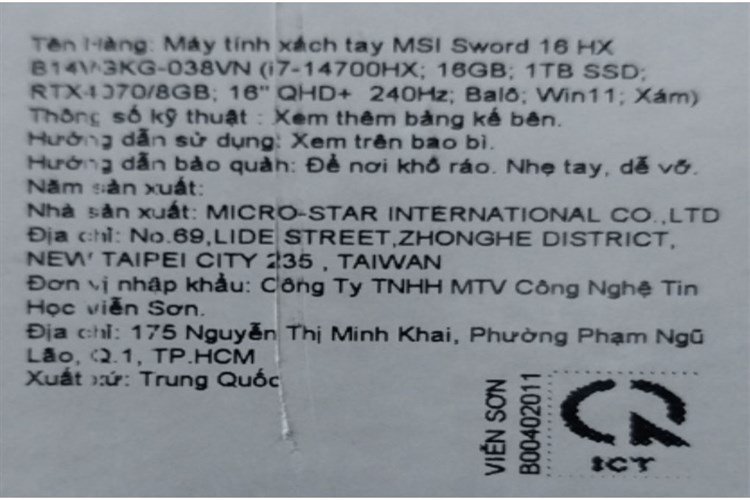 Tên Hàng: Máy tính xách tay MSI Sword 16 HX
B14VGKG-038VN (i7-14700HX; 16GB; 1TB SSD;
RTX4070/8GB; 16" QHD+ 240Hz; Balô; Win11; Xám)
Thông số kỹ thuật : Xem thêm bảng kế bên.
Hướng dẫn sử dụng: Xem trên bao bì.
Hướng dẫn bảo quản: Để nơi khô ráo. Nhẹ tay, dễ vỡ.
Năm sản xuất:
Nhà sản xuất: MICRO-STAR INTERNATIONAL CO.,LTD
Địa chỉ: No.69,LIDE STREET,ZHONGHE DISTRICT,
NEW TAIPEI CITY 235 , TAIWAN
Đơn vị nhập khẩu: Công Ty TNHH MTV Công Nghệ Tin
Học viễn Sơn.
Địa chỉ: 175 Nguyễn Thị Minh Khai, Phường Phạm Ngũ
Lão, Q.1, TP.HCM
Xuất xứ: Trung Quốc
VIỄN SƠN
B00402011
ICT